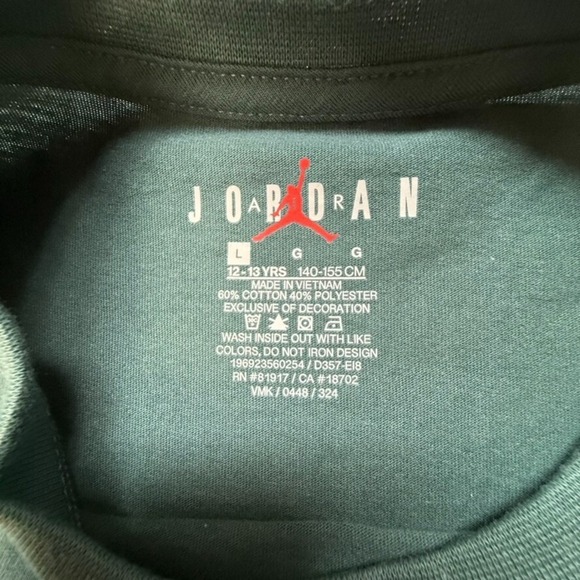 JORDAN
AIR
L G G
12-13 YRS 140-155 CM
MADE IN VIETNAM
60% COTTON 40% POLYESTER
EXCLUSIVE OF DECORATION
WASH INSIDE OUT WITH LIKE
COLORS, DO NOT IRON DESIGN
196923560254 / D357-EI8
RN #81917 / CA #18702
VMK / 0448 / 324